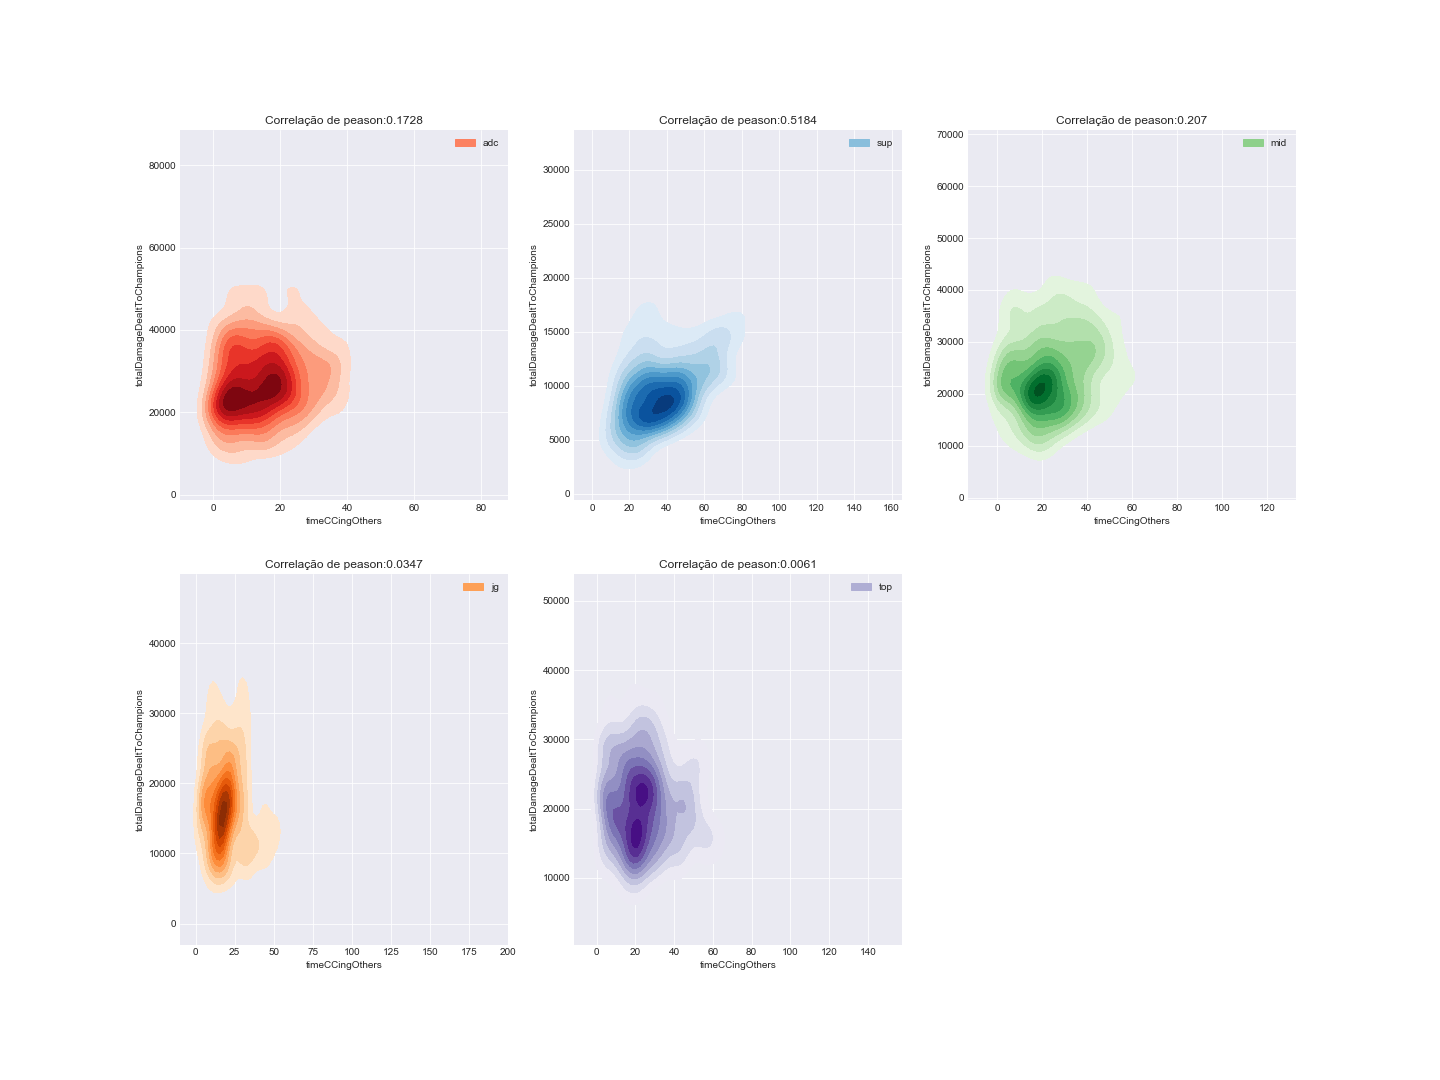 Correlação de peason:0.1728
adc
80000
60000
40000
20000
0
totalDamageDealtToChampions
0 20 40 60 80
timeCCingOthers
Correlação de peason:0.5184
sup
30000
25000
20000
15000
10000
5000
0
totalDamageDealtToChampions
0 20 40 60 80 100 120 140 160
timeCCingOthers
Correlação de peason:0.207
mid
70000
60000
50000
40000
30000
20000
10000
0
totalDamageDealtToChampions
0 20 40 60 80 100 120
timeCCingOthers
Correlação de peason:0.0347
jg
40000
30000
20000
10000
0
totalDamageDealtToChampions
0 25 50 75 100 125 150 175 200
timeCCingOthers
Correlação de peason:0.0061
top
50000
40000
30000
20000
10000
totalDamageDealtToChampions
0 20 40 60 80 100 120 140
timeCCingOthers